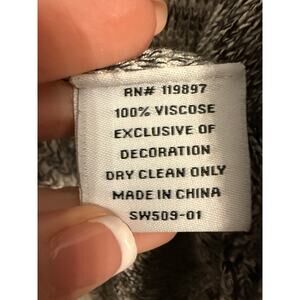 RN# 119897
100% VISCOSE
EXCLUSIVE OF
DECORATION
DRY CLEAN ONLY
MADE IN CHINA
SW509-01